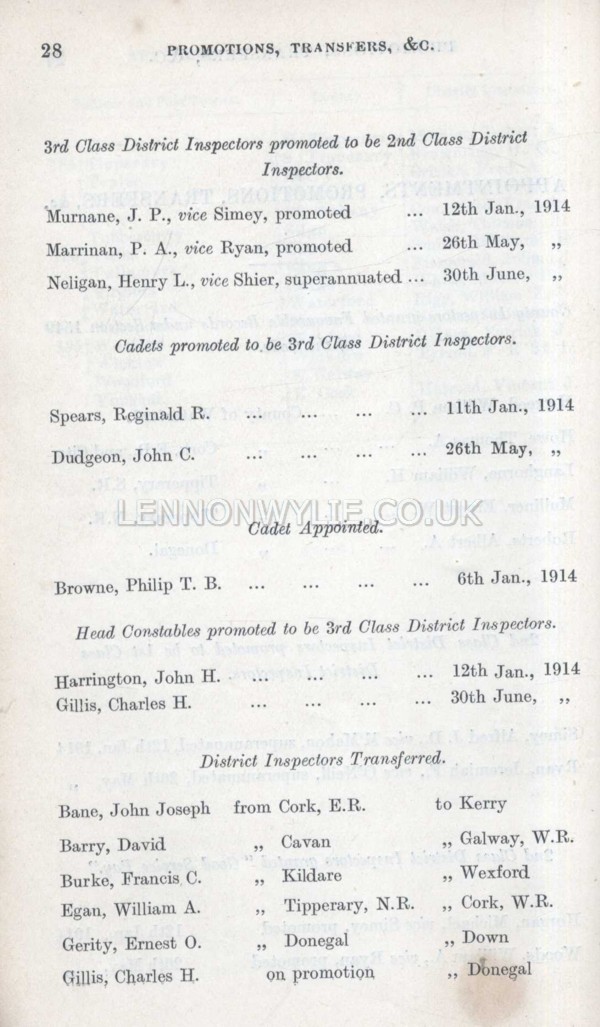 28 PROMOTIONS, TRANSFERS, &C.
3rd Class District Inspectors promoted to be 2nd Class District
Inspectors.
Murnane, J. P., vice Simey, promoted ... 12th Jan., 1914
Marrinan, P. A., vice Ryan, promoted ... 26th May, „
Neligan, Henry L., vice Shier, superannuated ... 30th June, „
Cadets promoted to be 3rd Class District Inspectors.
Spears, Reginald R. ... ... ... ... 11th Jan., 1914
Dudgeon, John C. ... ... ... ... 26th May, „
LENNONWYLIE.CO.UK
Cadet Appointed.
Browne, Philip T. B. ... ... ... ... 6th Jan., 1914
Head Constables promoted to be 3rd Class District Inspectors.
Harrington, John H. ... ... ... ... 12th Jan., 1914
Gillis, Charles H. ... ... ... ... 30th June, „
District Inspectors Transferred.
Bane, John Joseph from Cork, E.R. to Kerry
Barry, David „ Cavan „ Galway, W.R.
Burke, Francis C. „ Kildare „ Wexford
Egan, William A. „ Tipperary, N.R. „ Cork, W.R.
Gerity, Ernest O. „ Donegal „ Down
Gillis, Charles H. on promotion „ Donegal